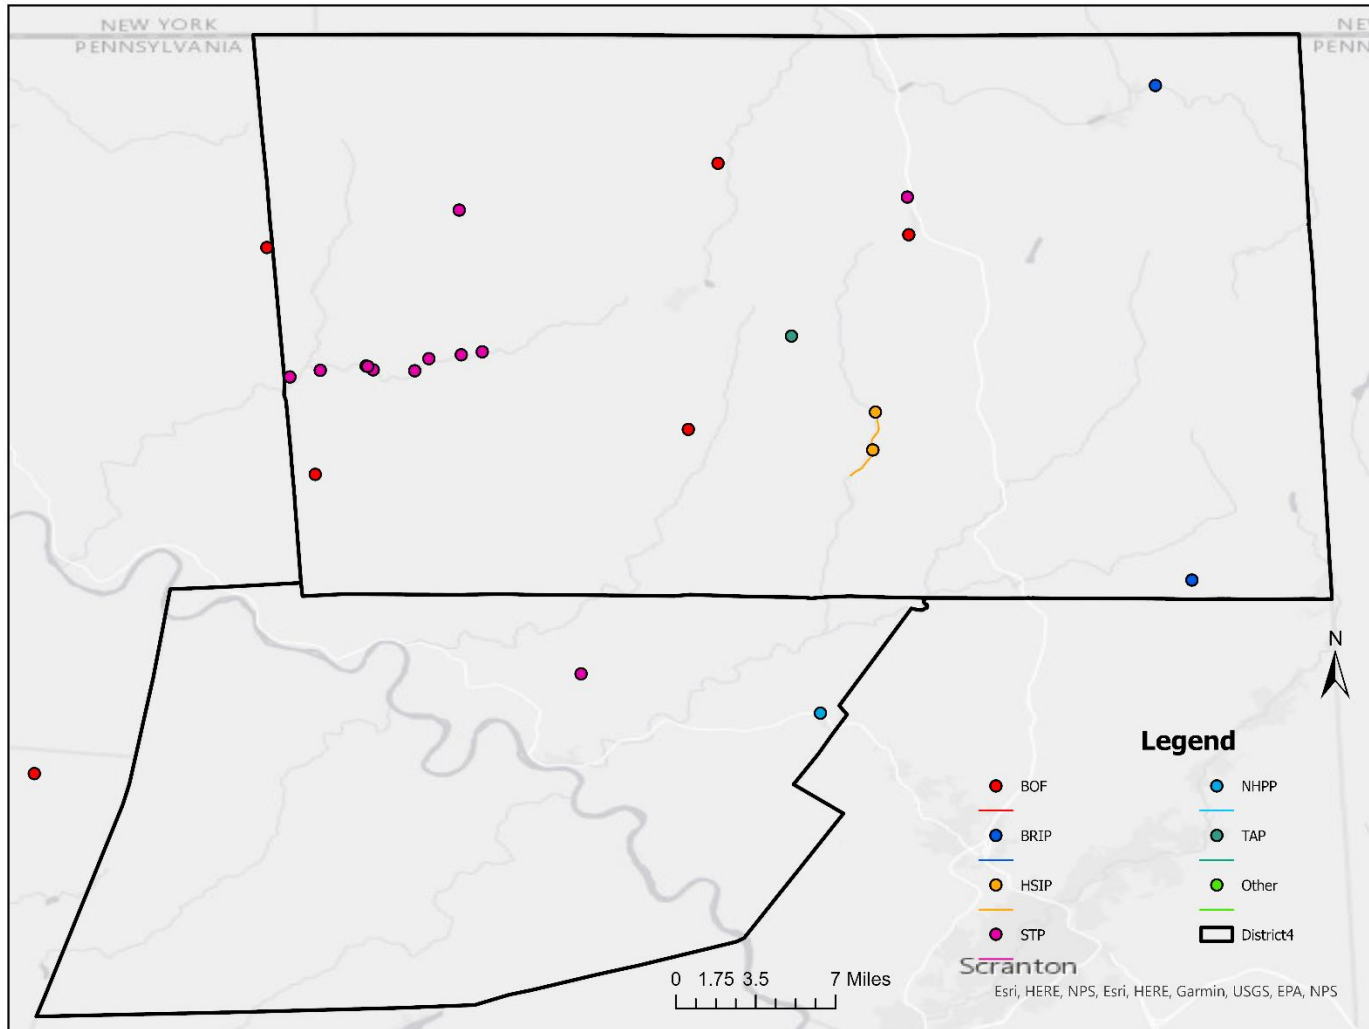 NEW YORK
PENNSYLVANIA
NE
PENN
N
Legend
BOF
NHPP
BRIP
TAP
HSIP
Other
STP
District4
Scranton
0 1.75 3.5 7 Miles
Esri, HERE, NPS, Esri, HERE, Garmin, USGS, EPA, NPS